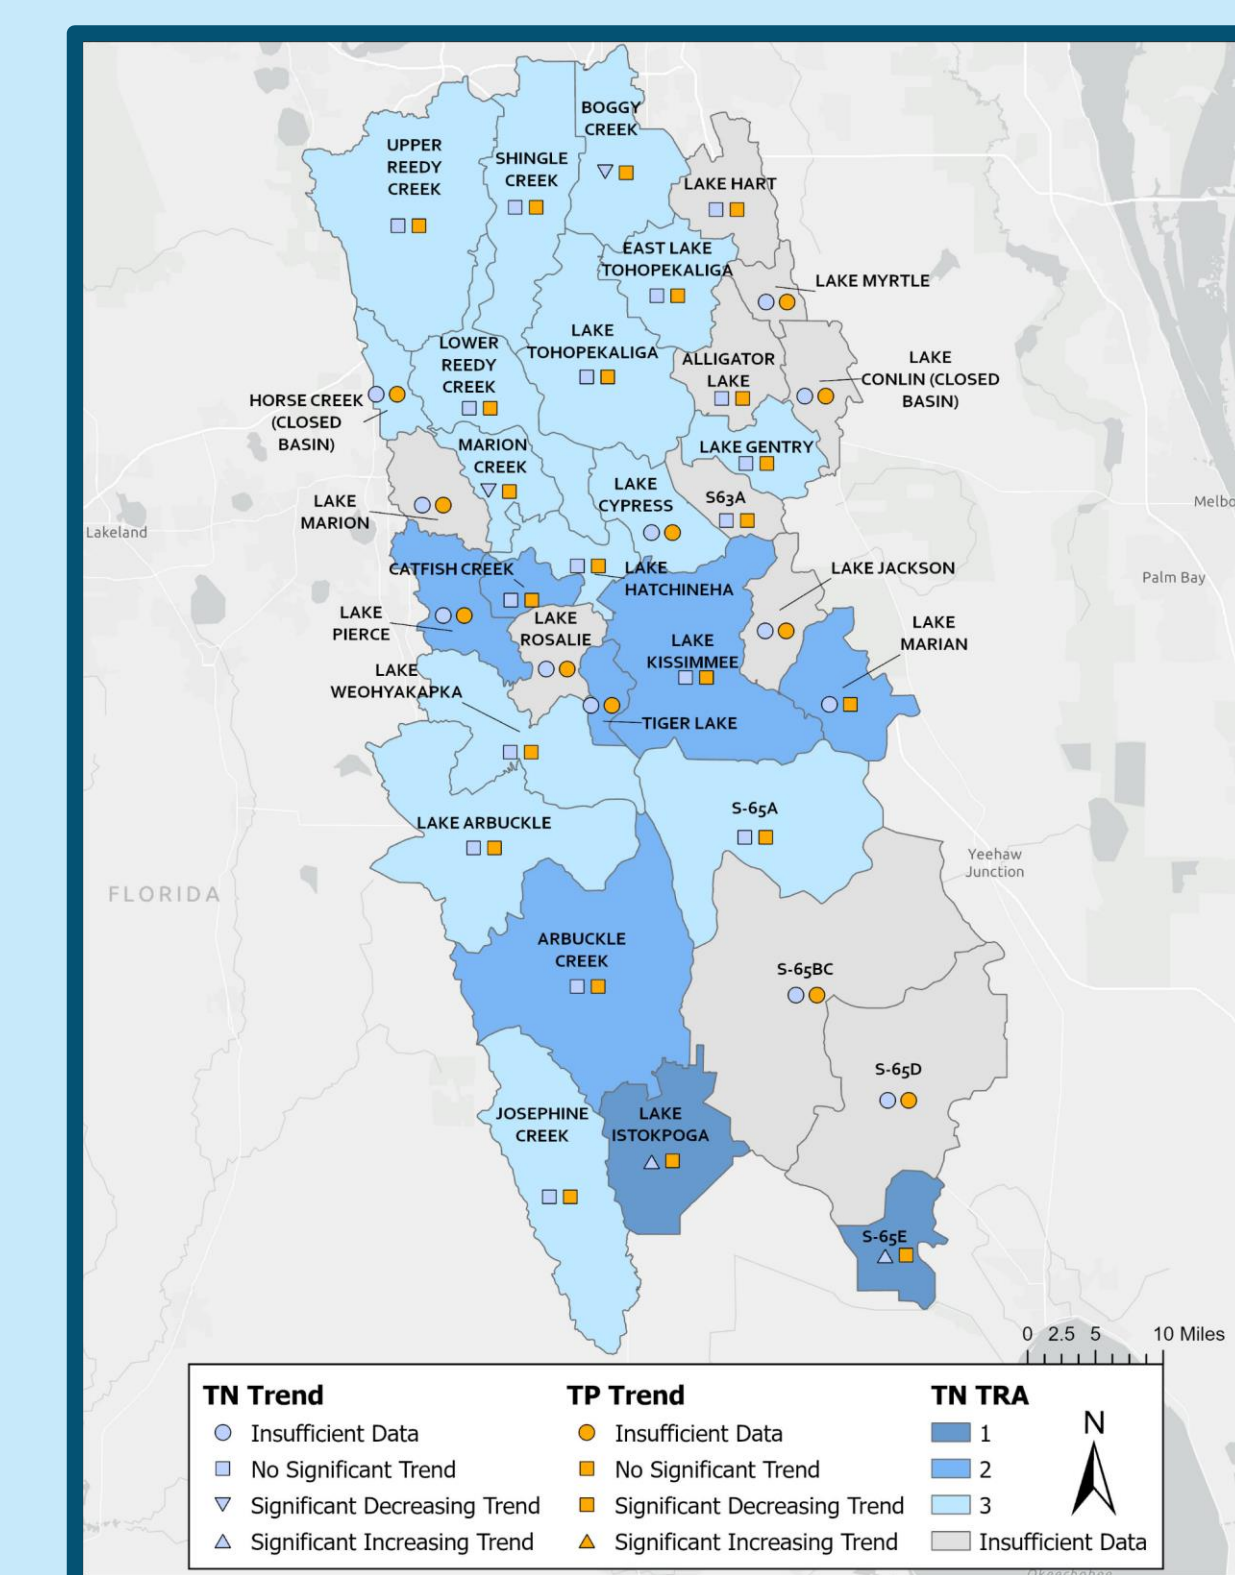 BOGGY
CREEK
UPPER
REEDY
CREEK
SHINGLE
CREEK
LAKE HART
EAST LAKE
TOHOPEKALIGA
LAKE MYRTLE
LAKE
TOHOPEKALIGA
LOWER
REEDY
CREEK
ALLIGATOR
LAKE
LAKE
CONLIN (CLOSED
BASIN)
HORSE CREEK
(CLOSED
BASIN)
MARION
CREEK
LAKE GENTRY
LAKE
CYPRESS
S63A
LAKE
MARION
Lakeland
Melbo
CATFISH CREEK
LAKE
HATCHINEHA
LAKE JACKSON
Palm Bay
LAKE
PIERCE
LAKE
ROSALIE
LAKE
KISSIMMEE
LAKE
MARIAN
LAKE
WEOHYAKAPKA
TIGER LAKE
S-65A
LAKE ARBUCKLE
Yeehaw
Junction
FLORIDA
ARBUCKLE
CREEK
S-65BC
S-65D
JOSEPHINE
CREEK
LAKE
ISTOKPOGA
S-65E
0 2.5 5 10 Miles
TN Trend
Insufficient Data
No Significant Trend
Significant Decreasing Trend
Significant Increasing Trend
TP Trend
Insufficient Data
No Significant Trend
Significant Decreasing Trend
Significant Increasing Trend
TN TRA
1
2
3
Insufficient Data
N